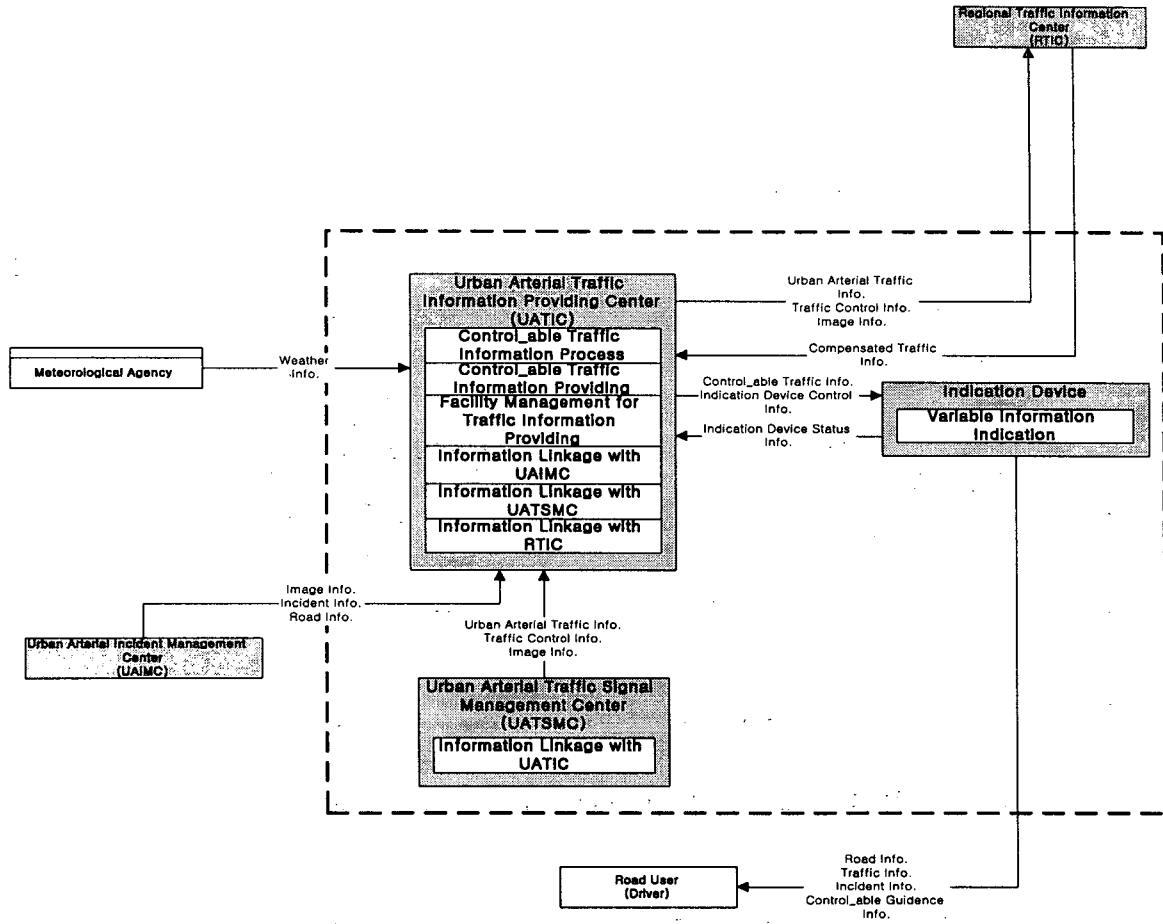 Regional Traffic Information
Center
(RTIC)
Urban Arterial Traffic
Information Providing Center
(UATIC)
Control_able Traffic
Information Process
Control_able Traffic
Information Providing
Facility Management for
Traffic Information
Providing
Information Linkage with
UAIMC
Information Linkage with
UATSMC
Information Linkage with
RTIC
Urban Arterial Traffic
Info.
Traffic Control Info.
Image Info.
Compensated Traffic
Info.
Meteorological Agency
Weather
Info.
Control_able Traffic Info.
Indication Device Control
Info.
Indication Device Status
Info.
Indication Device
Variable Information
Indication
Image Info.
Incident Info.
Road Info.
Urban Arterial Incident Management
Center
(UAIMC)
Urban Arterial Traffic Info.
Traffic Control Info.
Image Info.
Urban Arterial Traffic Signal
Management Center
(UATSMC)
Information Linkage with
UATIC
Road User
(Driver)
Road Info.
Traffic Info.
Incident Info.
Control_able Guidence
Info.